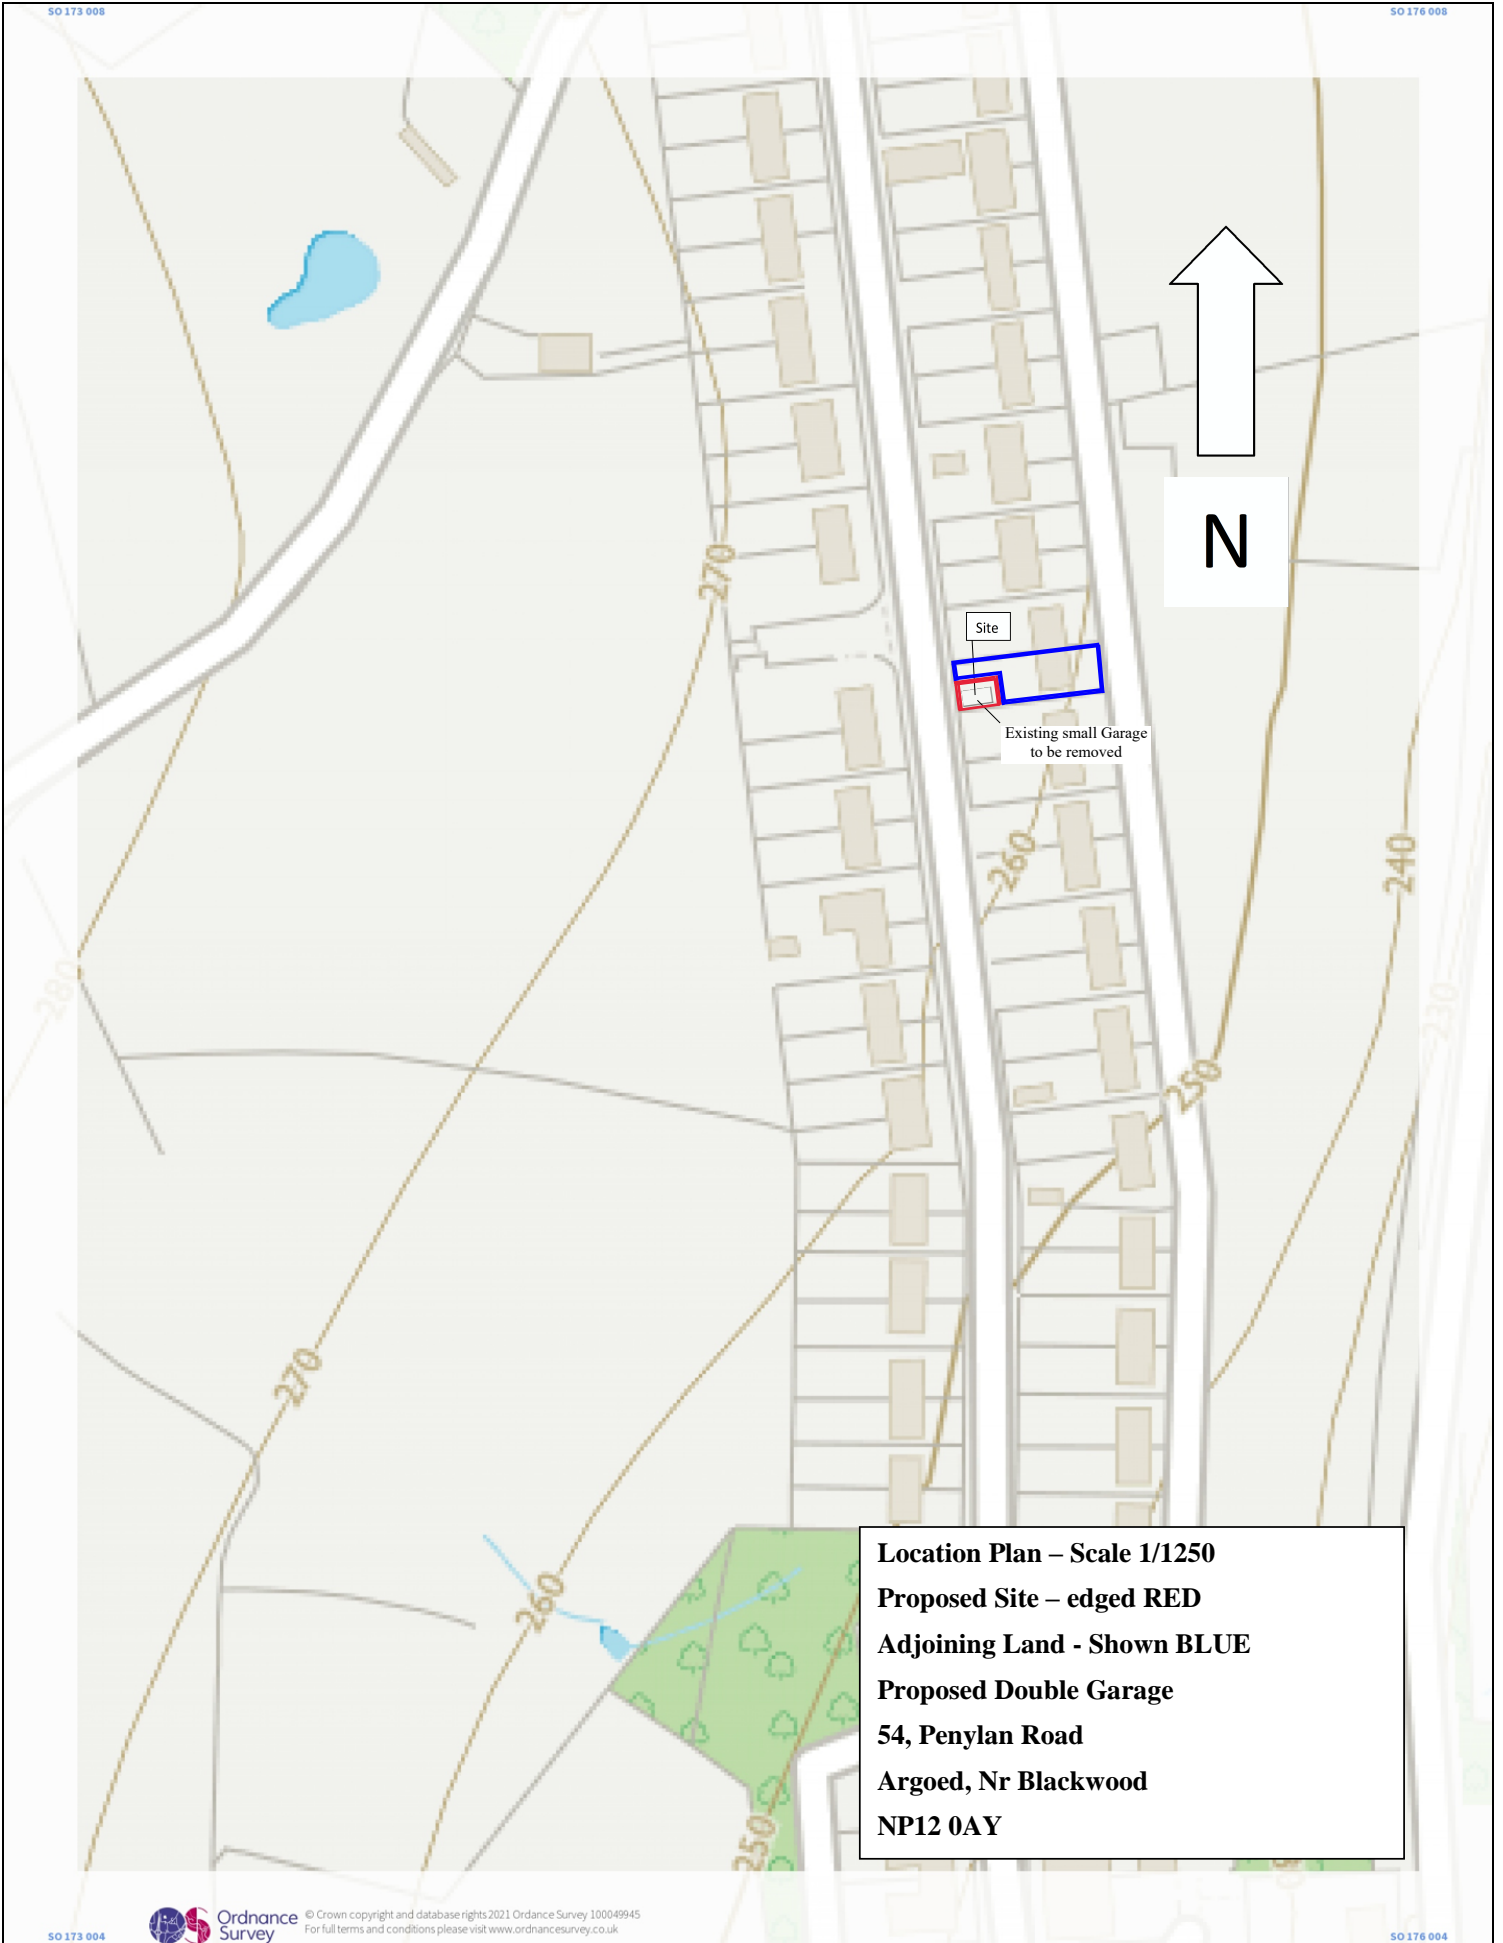 SO 173 008
SO 176 008
N
270
Site
Existing small Garage
to be removed
260
240
280
230
250
270
260
250
Location Plan – Scale 1/1250
Proposed Site – edged RED
Adjoining Land - Shown BLUE
Proposed Double Garage
54, Penylan Road
Argoed, Nr Blackwood
NP12 0AY
Ordnance
Survey
© Crown copyright and database rights 2021 Ordance Survey 100049945
For full terms and conditions please visit www.ordnancesurvey.co.uk
SO 173 004
SO 176 004